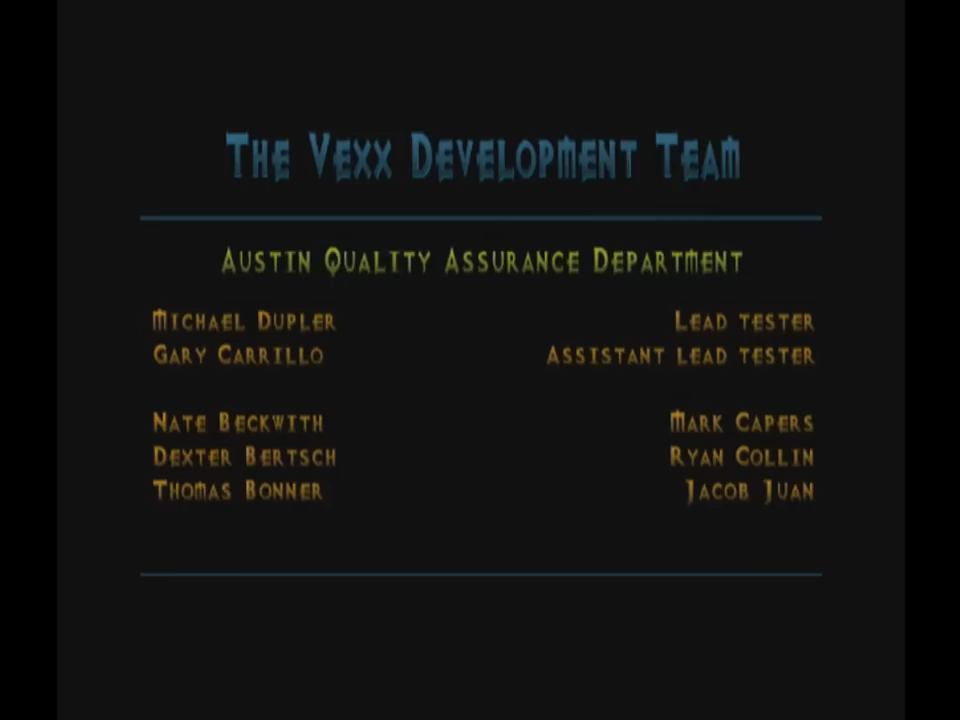 The Vexx Development Team
Austin Quality Assurance Department
Michael Dupler Lead tester
Gary Carrillo Assistant lead tester
Nate Beckwith Mark Capers
Dexter Bertsch Ryan Collin
Thomas Bonner Jacob Juan